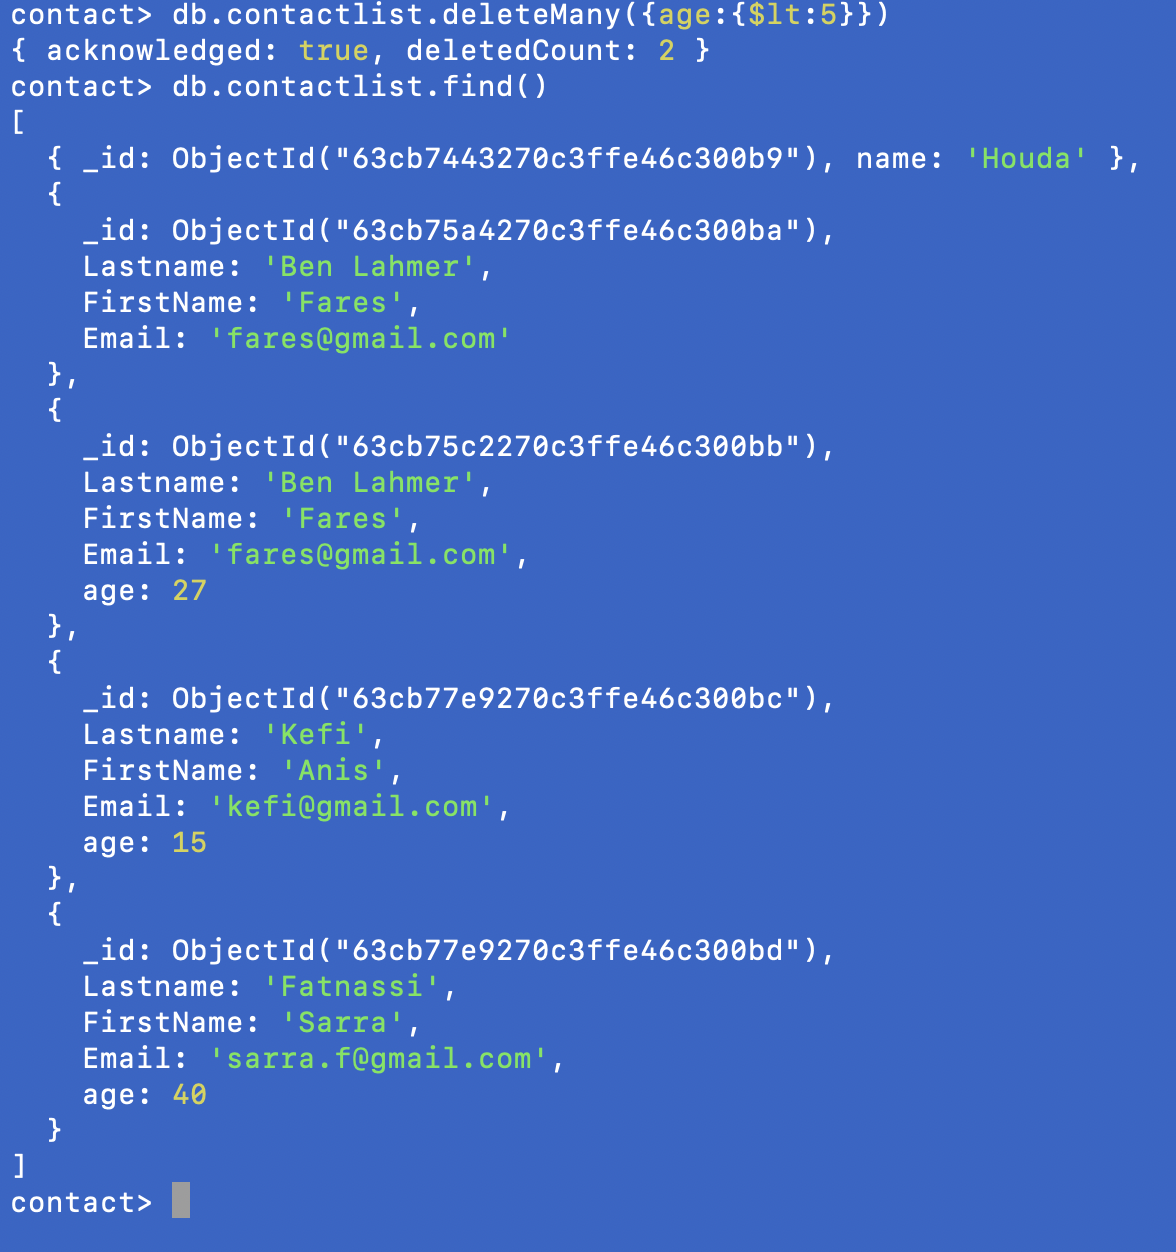 contact> db.contactlist.deleteMany({age:{$lt:5}})
{ acknowledged: true, deletedCount: 2 }
contact> db.contactlist.find()
[
  { _id: ObjectId("63cb7443270c3ffe46c300b9"), name: 'Houda' },
  {
    _id: ObjectId("63cb75a4270c3ffe46c300ba"),
    Lastname: 'Ben Lahmer',
    FirstName: 'Fares',
    Email: 'fares@gmail.com'
  },
  {
    _id: ObjectId("63cb75c2270c3ffe46c300bb"),
    Lastname: 'Ben Lahmer',
    FirstName: 'Fares',
    Email: 'fares@gmail.com',
    age: 27
  },
  {
    _id: ObjectId("63cb77e9270c3ffe46c300bc"),
    Lastname: 'Kefi',
    FirstName: 'Anis',
    Email: 'kefi@gmail.com',
    age: 15
  },
  {
    _id: ObjectId("63cb77e9270c3ffe46c300bd"),
    Lastname: 'Fatnassi',
    FirstName: 'Sarra',
    Email: 'sarra.f@gmail.com',
    age: 40
  }
]
contact>